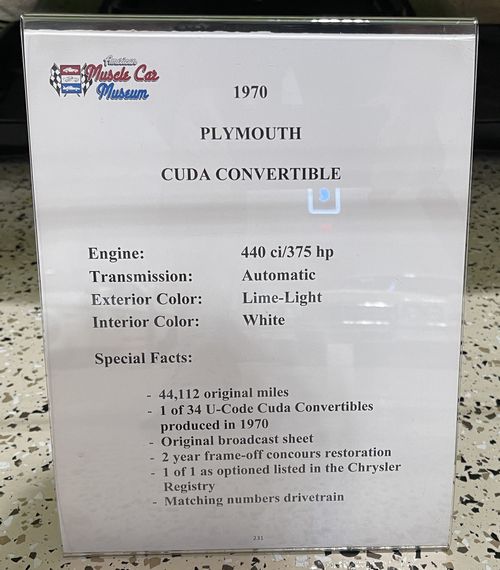 American
Muscle Car
Museum
1970
PLYMOUTH
CUDA CONVERTIBLE
Engine: 440 ci/375 hp
Transmission: Automatic
Exterior Color: Lime-Light
Interior Color: White
Special Facts:
- 44,112 original miles
- 1 of 34 U-Code Cuda Convertibles
produced in 1970
- Original broadcast sheet
- 2 year frame-off concours restoration
- 1 of 1 as optioned listed in the Chrysler
Registry
- Matching numbers drivetrain
231